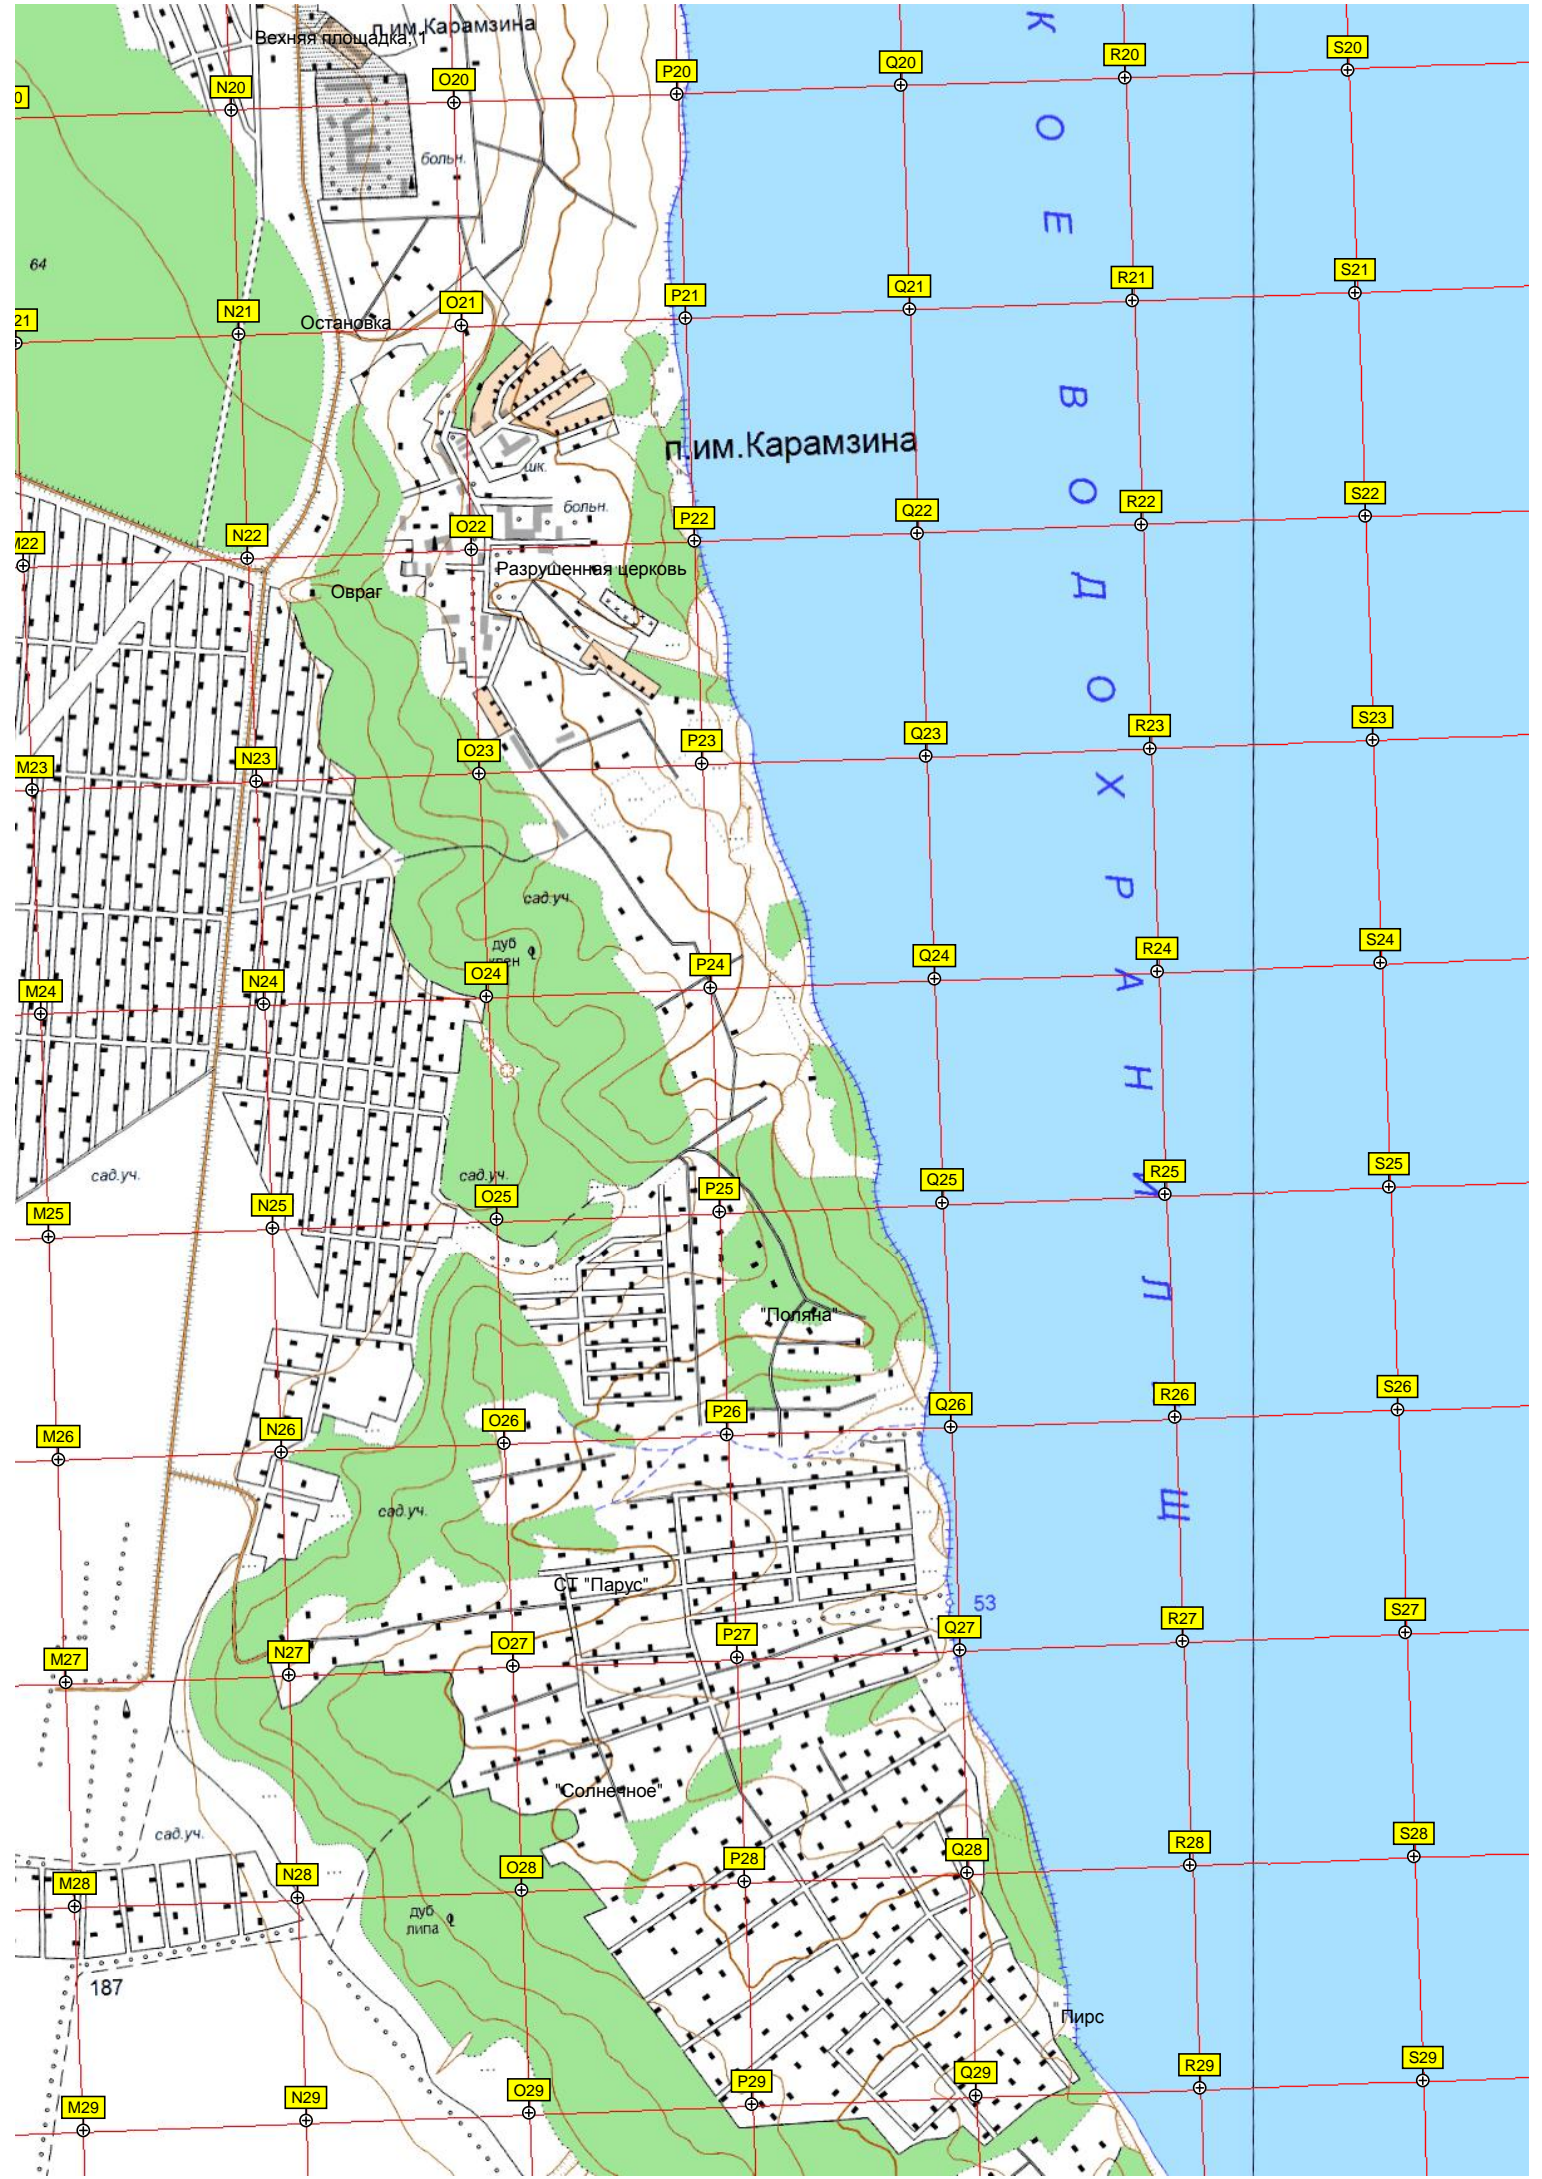 п.им.Карамзина
Верхняя площадка, 1
К О Е В О Д О Х Р А Н И Л И Щ
N20
O20
P20
Q20
R20
S20
больн.
64
N21
O21
P21
Q21
R21
S21
Остановка
п.им.Карамзина
шк.
больн.
M22
N22
O22
P22
Q22
R22
S22
Разрушенная церковь
Овраг
M23
N23
O23
P23
Q23
R23
S23
сад.уч.
дуб
M24
N24
O24
P24
Q24
R24
S24
сад.уч.
сад.уч.
M25
N25
O25
P25
Q25
R25
S25
"Поляна"
M26
N26
O26
P26
Q26
R26
S26
сад.уч.
СТ "Парус"
53
M27
N27
O27
P27
Q27
R27
S27
"Солнечное"
сад.уч.
M28
N28
O28
P28
Q28
R28
S28
дуб
липа
187
Пирс
M29
N29
O29
P29
Q29
R29
S29